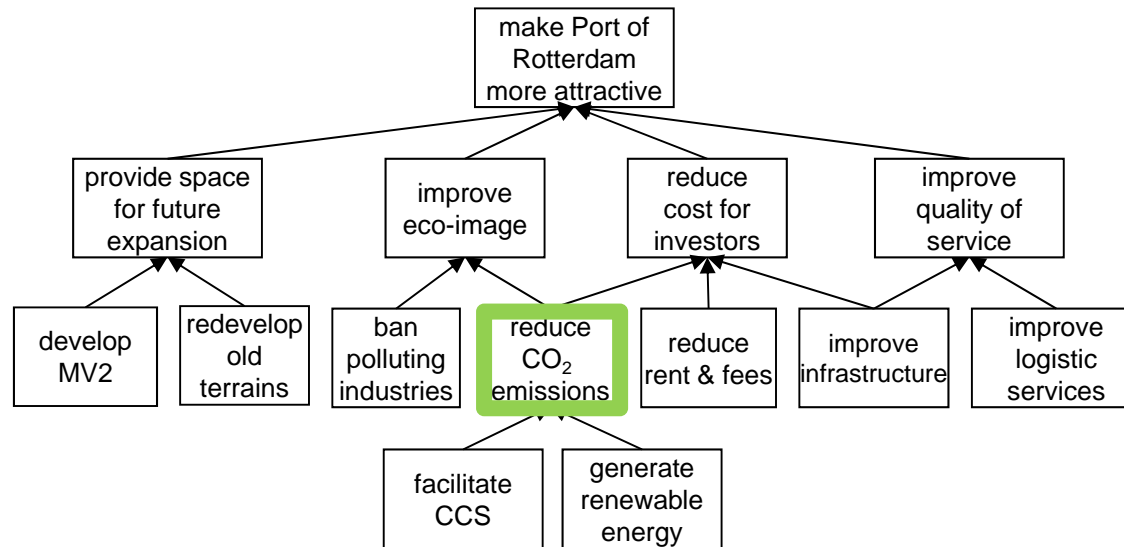 make Port of
Rotterdam
more attractive
provide space
for future
expansion
improve
eco-image
reduce
cost for
investors
improve
quality of
service
develop
MV2
redevelop
old
terrains
ban
polluting
industries
reduce
CO₂
emissions
reduce
rent & fees
improve
infrastructure
improve
logistic
services
facilitate
CCS
generate
renewable
energy